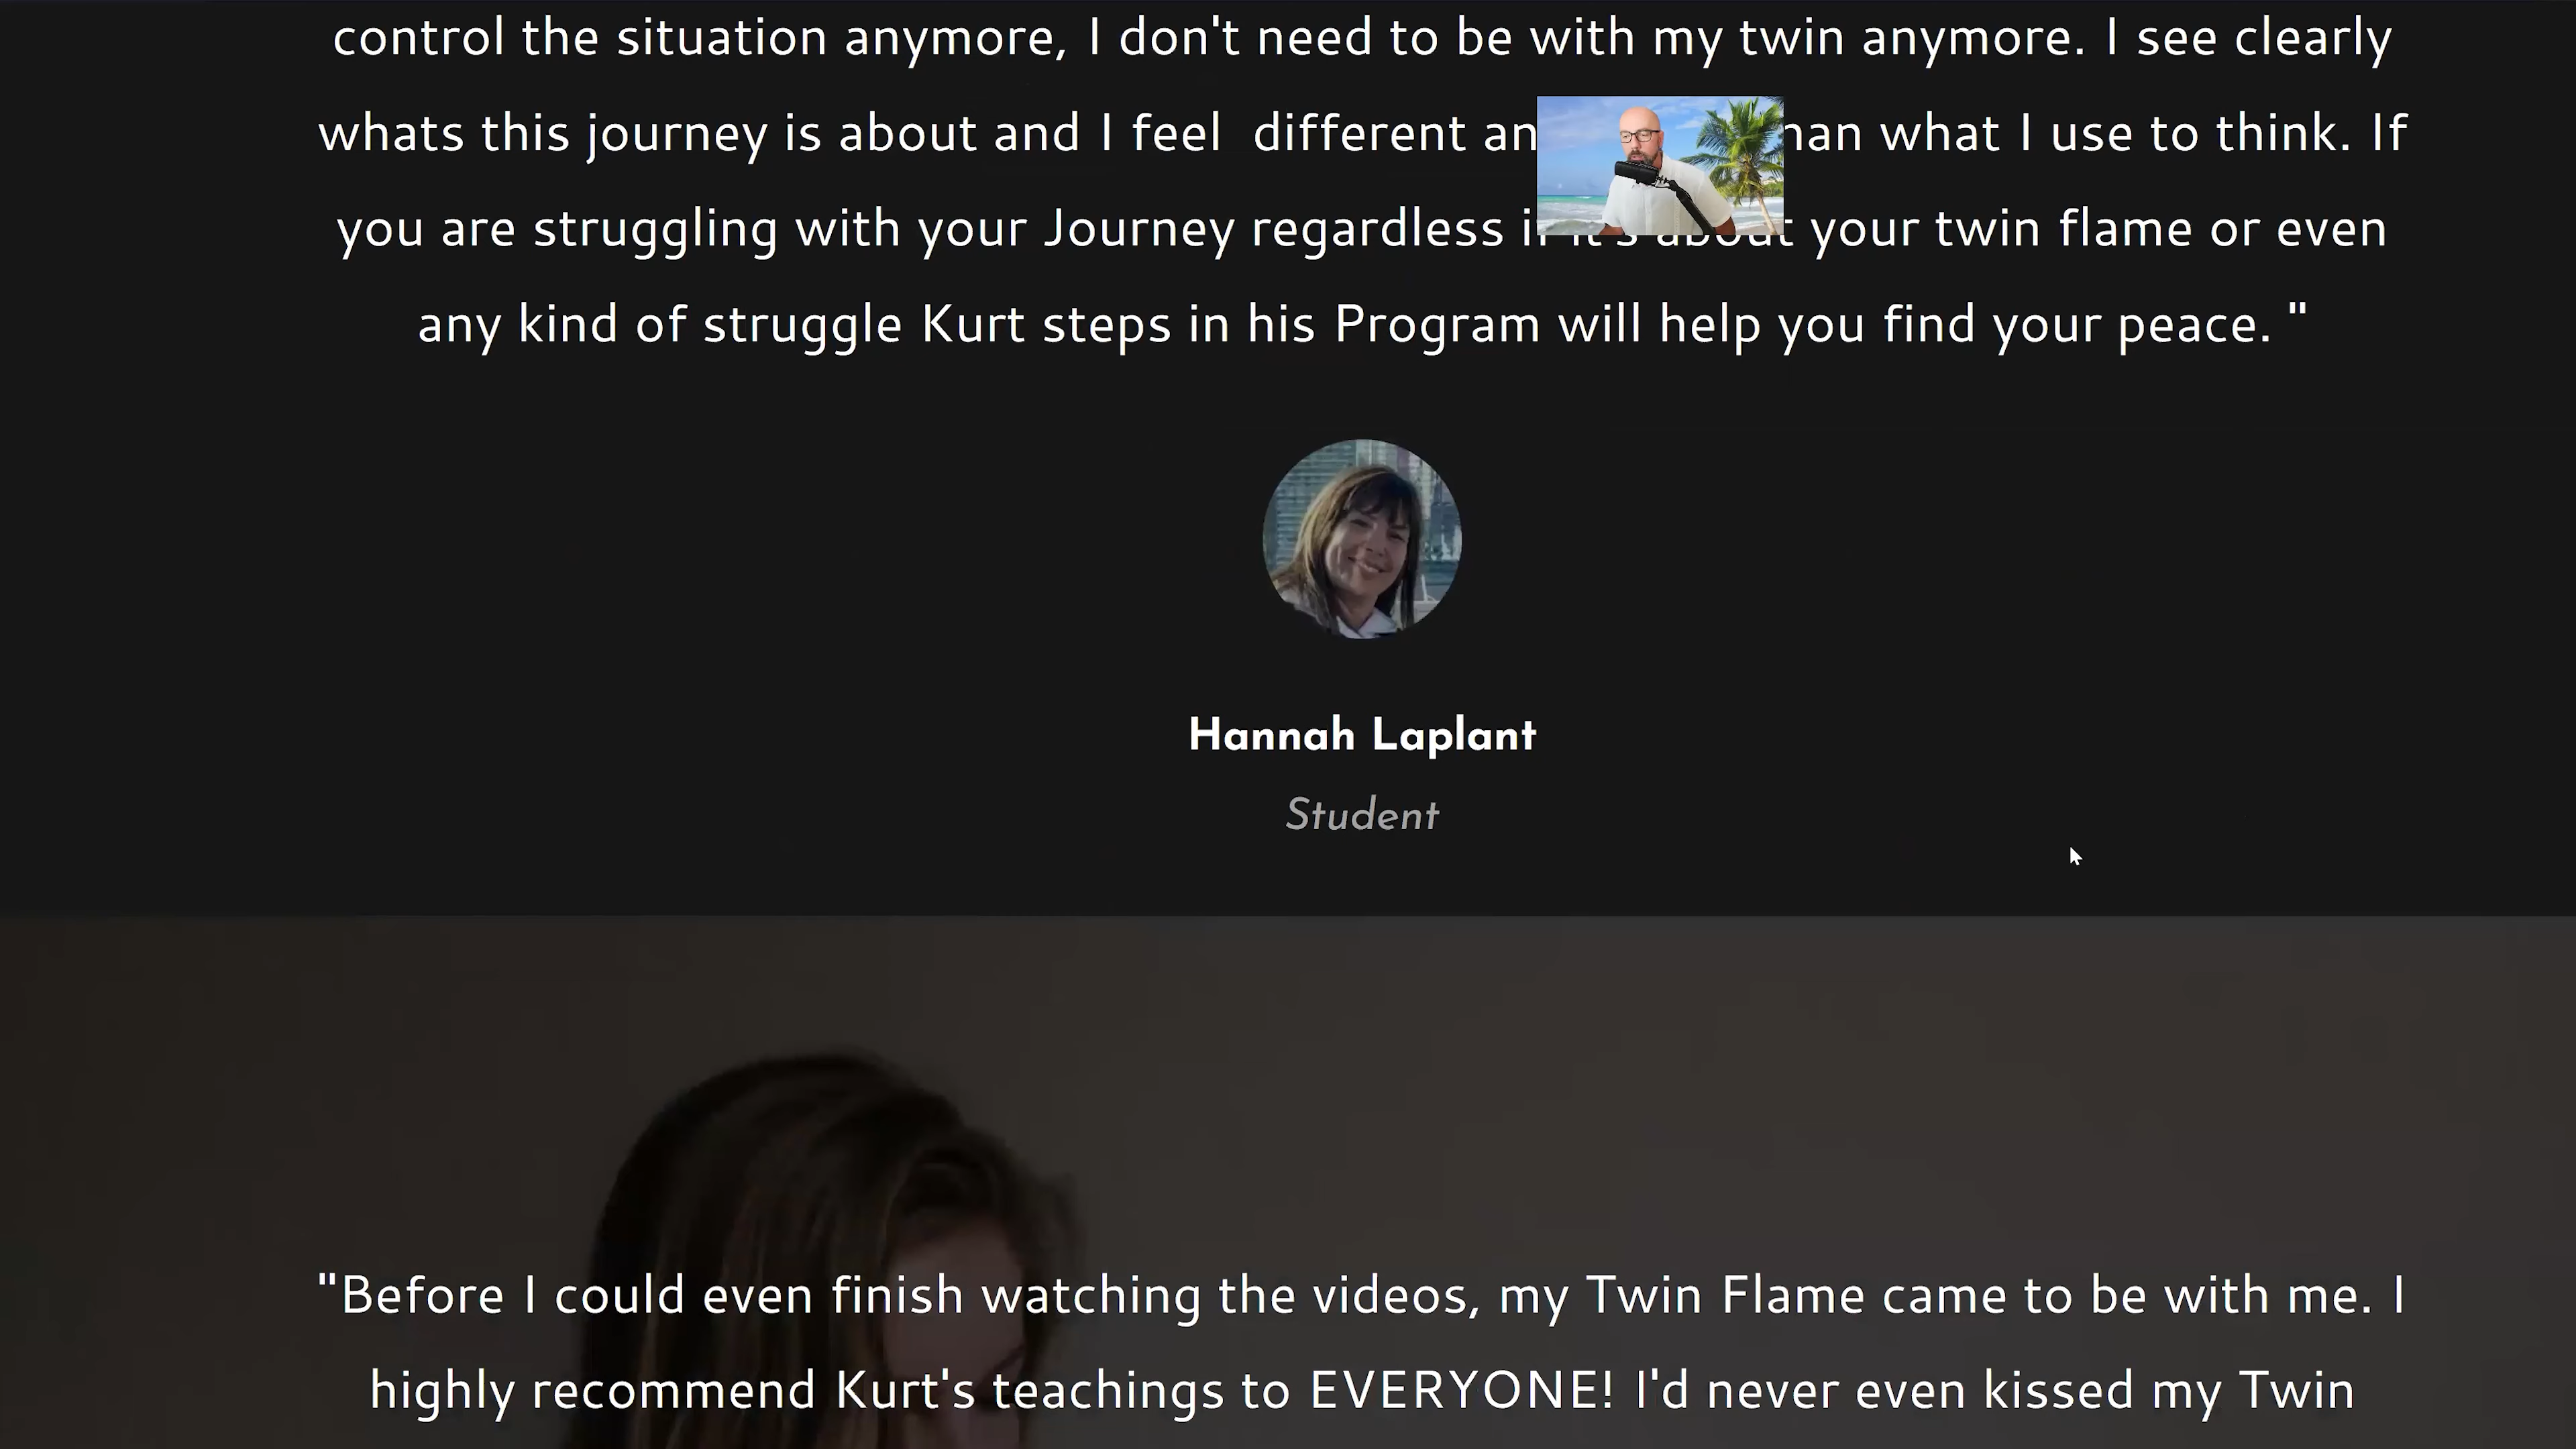 control the situation anymore, I don't need to be with my twin anymore. I see clearly
whats this journey is about and I feel different what I use to think. If
you are struggling with your Journey regardless it's about your twin flame or even
any kind of struggle Kurt steps in his Program will help you find your peace. "
Hannah Laplant
Student
"Before I could even finish watching the videos, my Twin Flame came to be with me. I
highly recommend Kurt's teachings to EVERYONE! I'd never even kissed my Twin